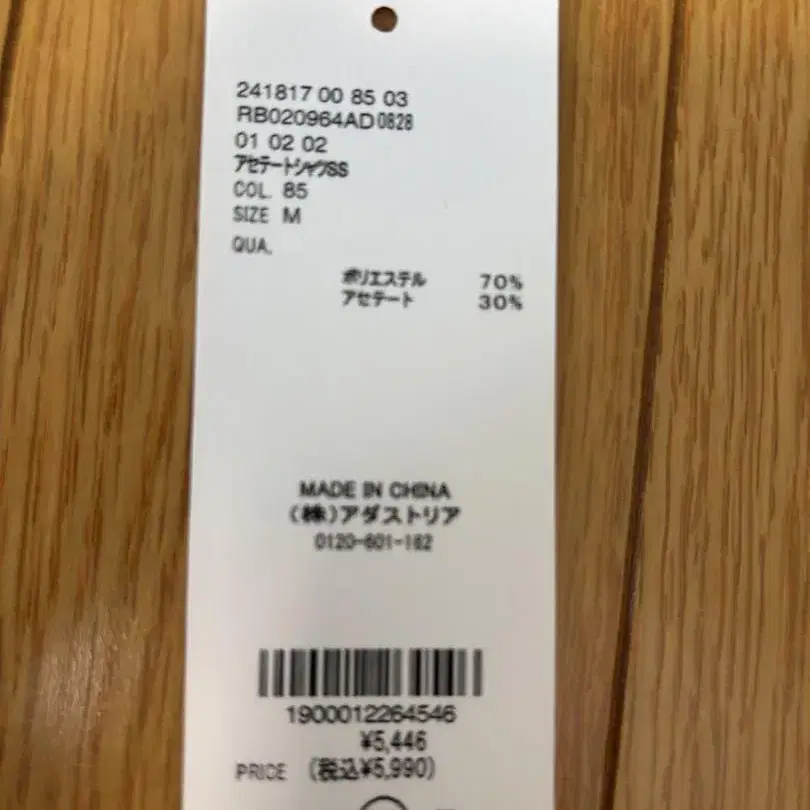 241817 00 85 03
RB020964AD0828
01 02 02
アセテートシャツSS
COL. 85
SIZE M
QUA.
ポリエステル 70%
アセテート 30%
MADE IN CHINA
(株)アダストリア
0120-601-162
1900012264546
¥5,446
PRICE (税込¥5,990)